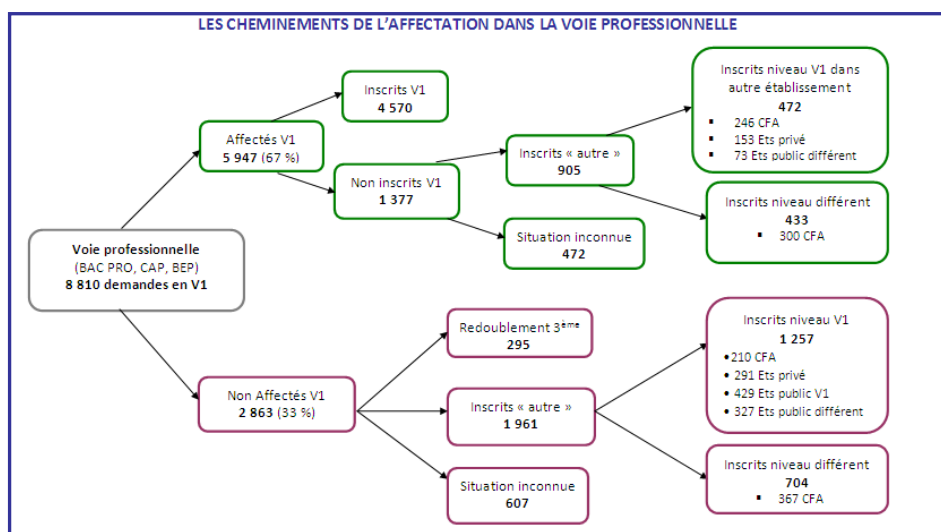 LES CHEMINEMENTS DE L'AFFECTATION DANS LA VOIE PROFESSIONNELLE
Voie professionnelle
(BAC PRO, CAP, BEP)
8 810 demandes en V1
Affectés V1
5 947 (67 %)
Inscrits V1
4 570
Non inscrits V1
1 377
Inscrits « autre »
905
Situation inconnue
472
Inscrits niveau V1 dans
autre établissement
472
▪ 246 CFA
▪ 153 Ets privé
▪ 73 Ets public différent
Inscrits niveau différent
433
▪ 300 CFA
Non Affectés V1
2 863 (33 %)
Redoublement 3ème
295
Inscrits « autre »
1 961
Situation inconnue
607
Inscrits niveau V1
1 257
•210 CFA
• 291 Ets privé
• 429 Ets public V1
• 327 Ets public différent
Inscrits niveau différent
704
▪ 367 CFA